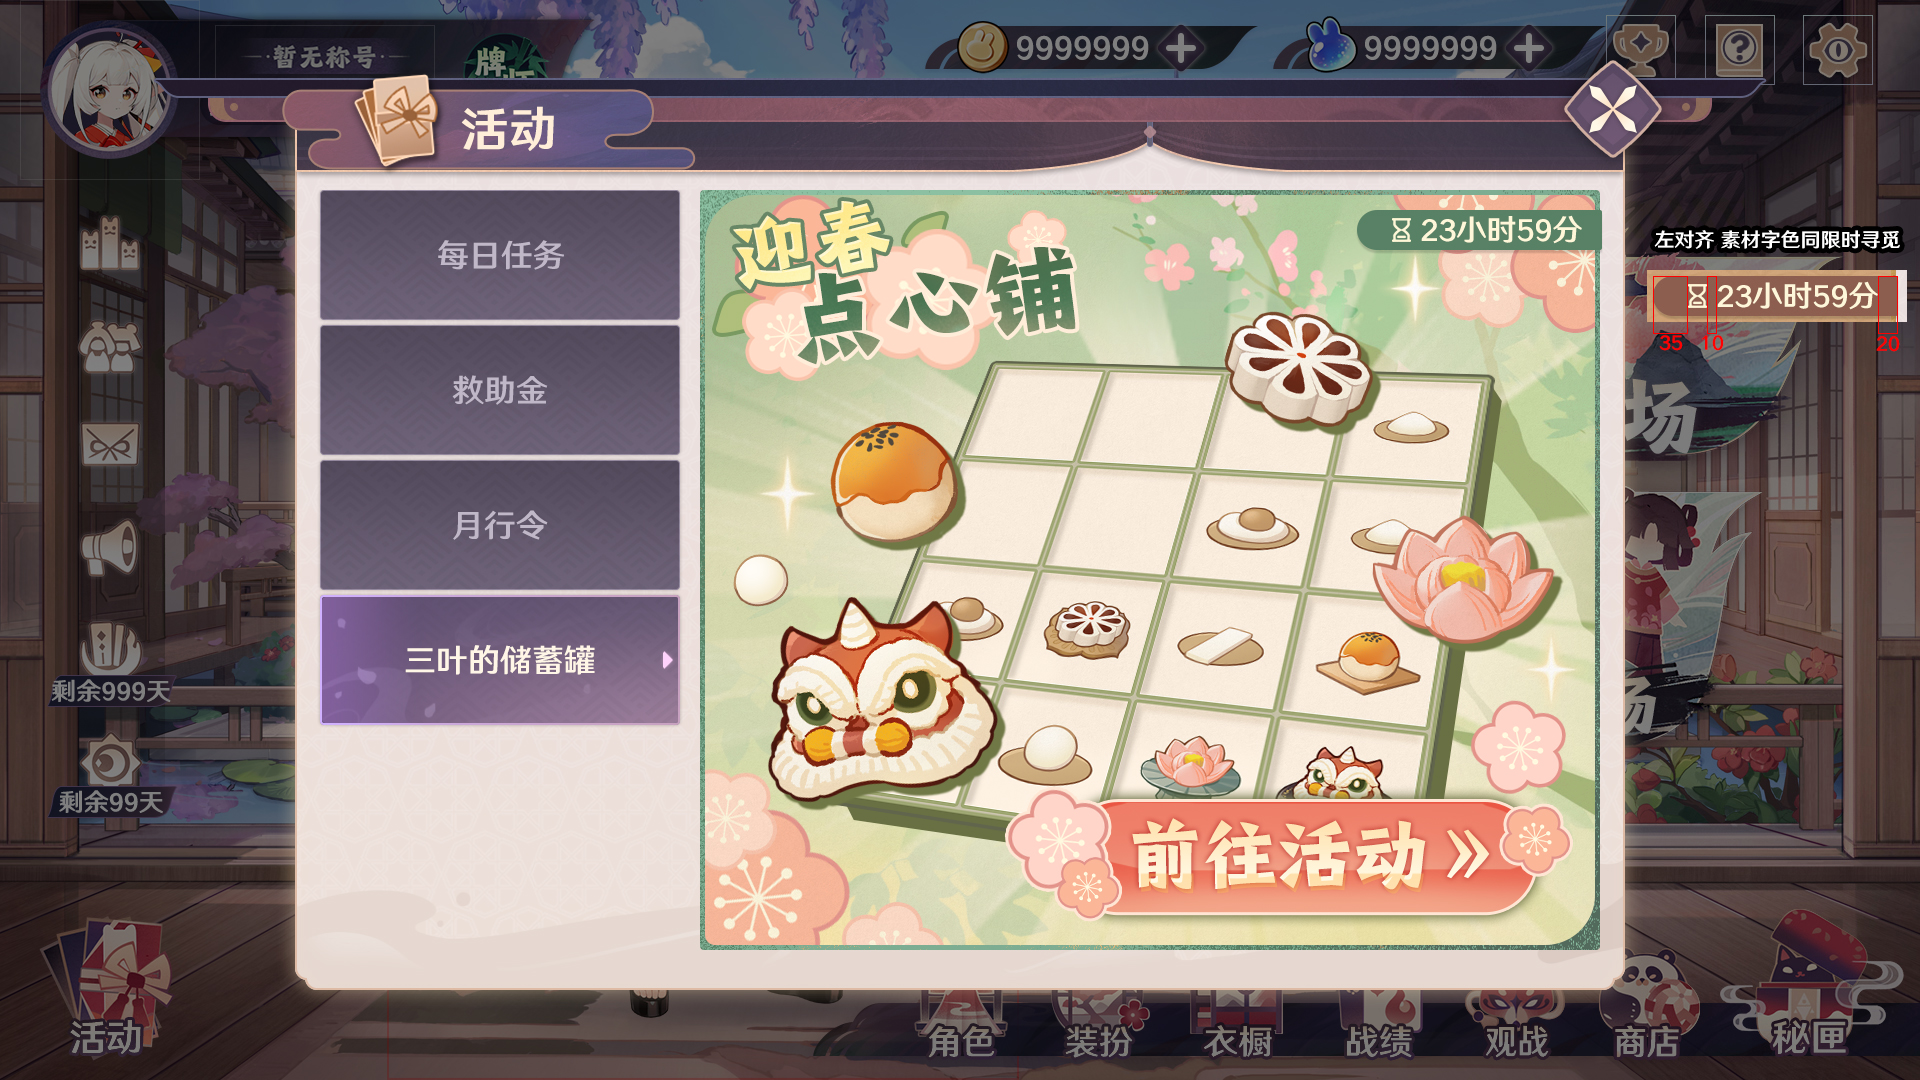 暂无称号
牌
9999999
9999999
活动
每日任务
救助金
月行令
三叶的储蓄罐
迎春
点心铺
23小时59分
前往活动
左对齐 素材字色同限时寻觅
23小时59分
35 10 20
场
场
剩余999天
剩余99天
活动
角色
装扮
衣橱
战绩
观战
商店
秘匣